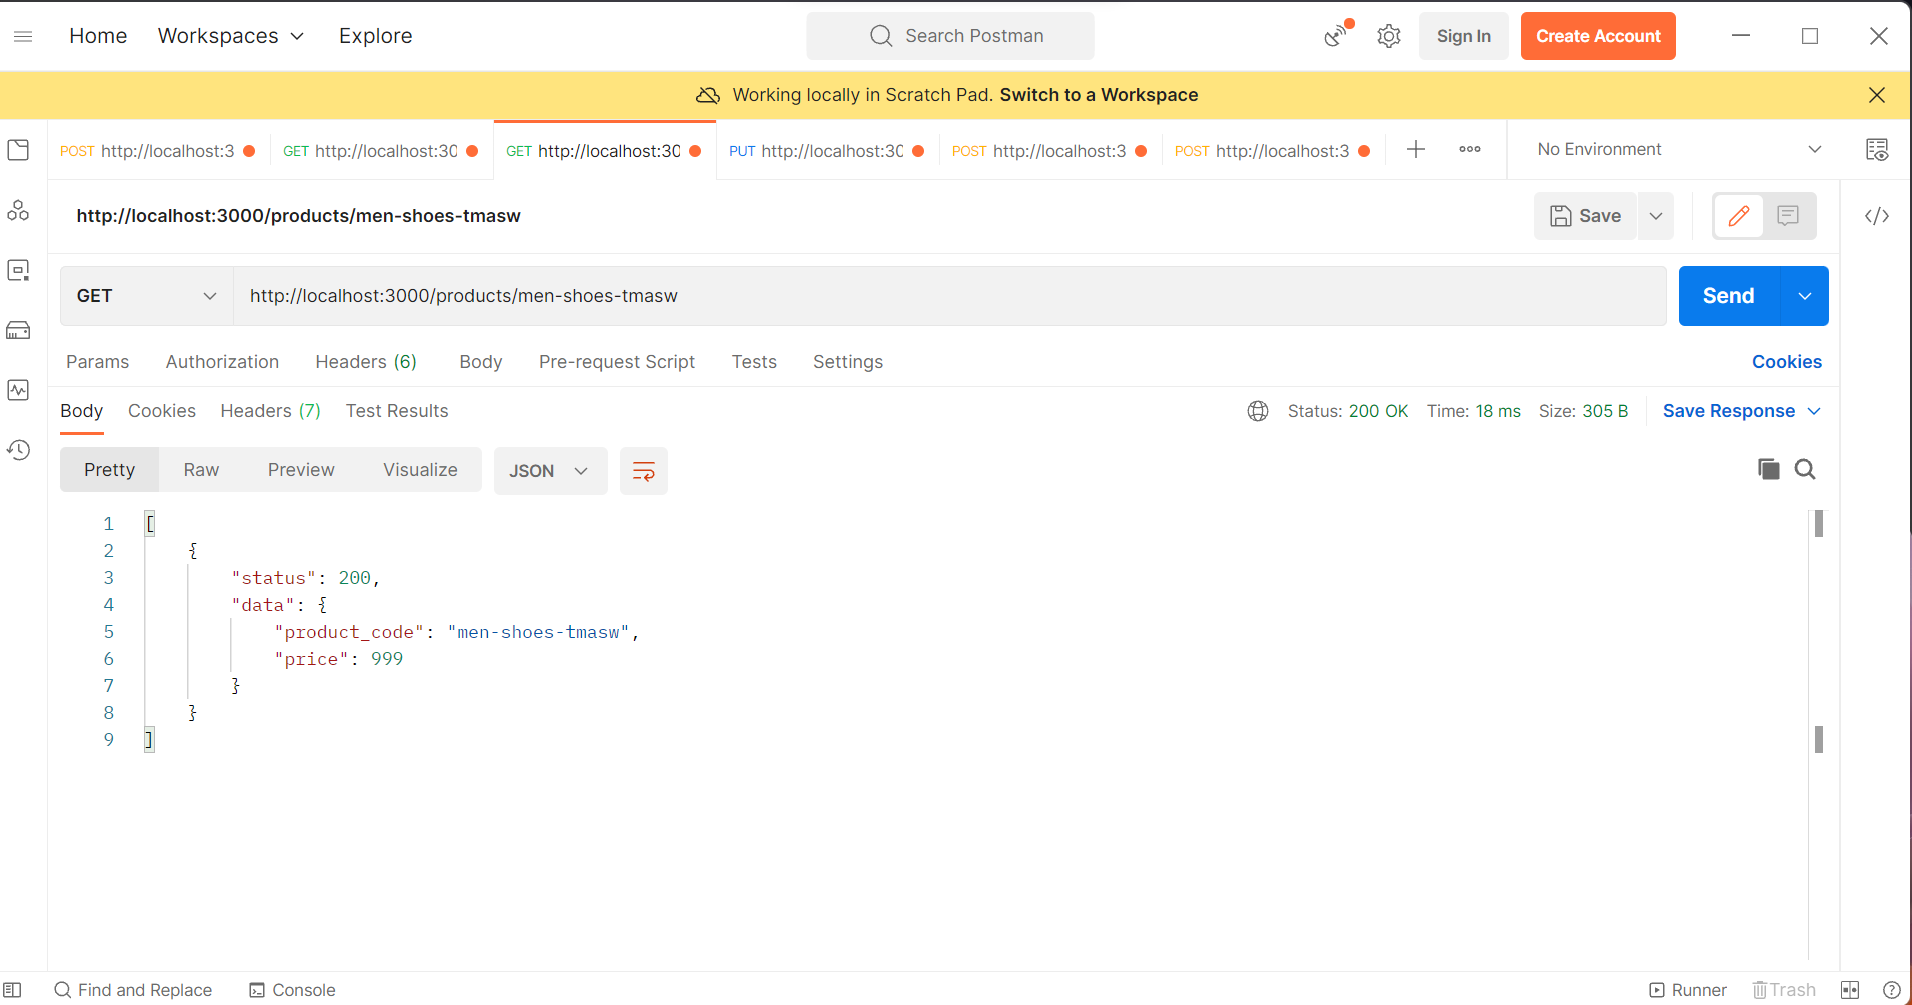 Home Workspaces Explore Search Postman Sign In Create Account
Working locally in Scratch Pad. Switch to a Workspace
POST http://localhost:3 GET http://localhost:30 GET http://localhost:30 PUT http://localhost:30 POST http://localhost:3 POST http://localhost:3 No Environment
http://localhost:3000/products/men-shoes-tmasw Save
GET http://localhost:3000/products/men-shoes-tmasw Send
Params Authorization Headers (6) Body Pre-request Script Tests Settings Cookies
Body Cookies Headers (7) Test Results Status: 200 OK Time: 18 ms Size: 305 B Save Response
Pretty Raw Preview Visualize JSON
1 [
2 {
3 "status": 200,
4 "data": {
5 "product_code": "men-shoes-tmasw",
6 "price": 999
7 }
8 }
9 ]
Find and Replace Console Runner Trash